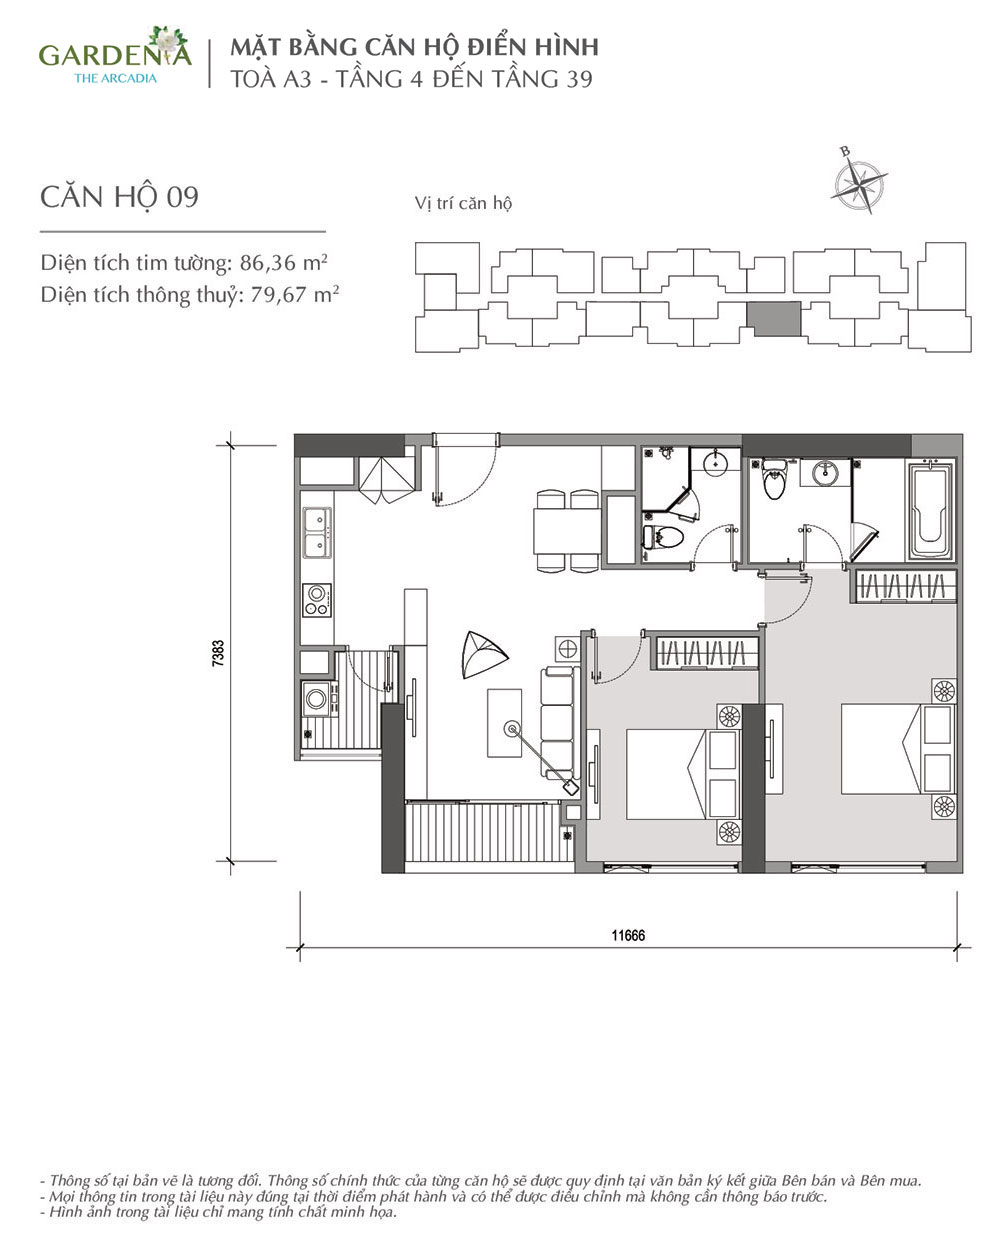 GARDENIA
THE ARCADIA
MẶT BẰNG CĂN HỘ ĐIỂN HÌNH
TOÀ A3 - TẦNG 4 ĐẾN TẦNG 39
B
CĂN HỘ 09
Vị trí căn hộ
Diện tích tim tường: 86,36 m²
Diện tích thông thuỷ: 79,67 m²
7383
11666
- Thông số tại bản vẽ là tương đối. Thông số chính thức của từng căn hộ sẽ được quy định tại văn bản ký kết giữa Bên bán và Bên mua.
- Mọi thông tin trong tài liệu này đúng tại thời điểm phát hành và có thể được điều chỉnh mà không cần thông báo trước.
- Hình ảnh trong tài liệu chỉ mang tính chất minh họa.